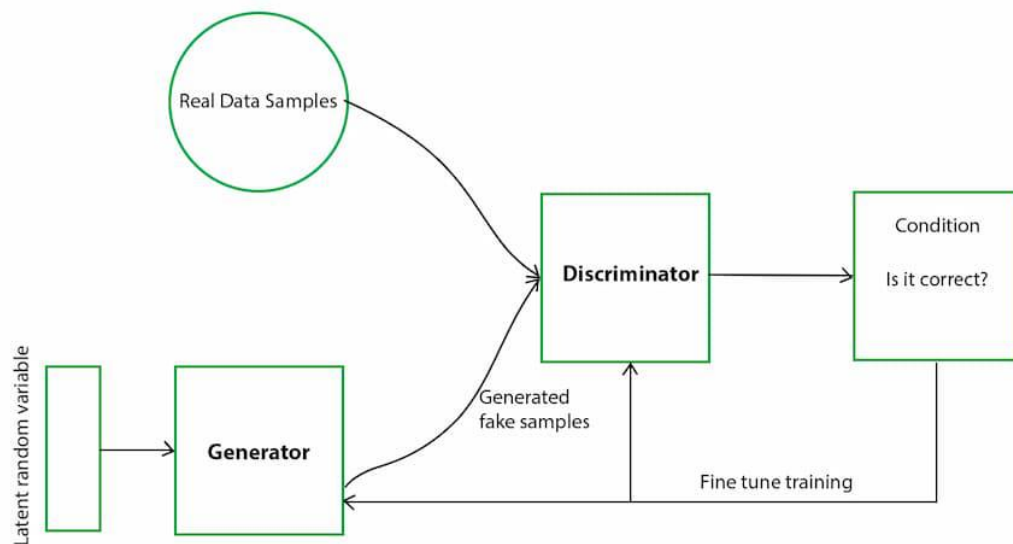 Real Data Samples
Discriminator
Condition
Is it correct?
Latent random variable
Generator
Generated
fake samples
Fine tune training